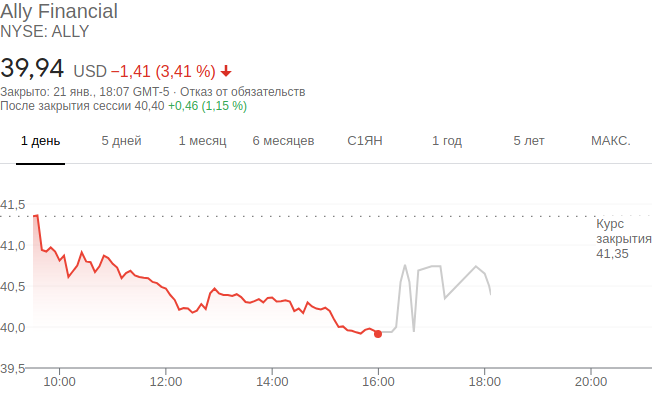 Ally Financial
NYSE: ALLY
39,94 USD −1,41 (3,41 %)
Закрыто: 21 янв., 18:07 GMT-5 · Отказ от обязательств
После закрытия сессии 40,40 +0,46 (1,15 %)
1 день 5 дней 1 месяц 6 месяцев С1ЯН 1 год 5 лет МАКС.
41,5
Курс
закрытия
41,35
41,0
40,5
40,0
39,5
10:00 12:00 14:00 16:00 18:00 20:00